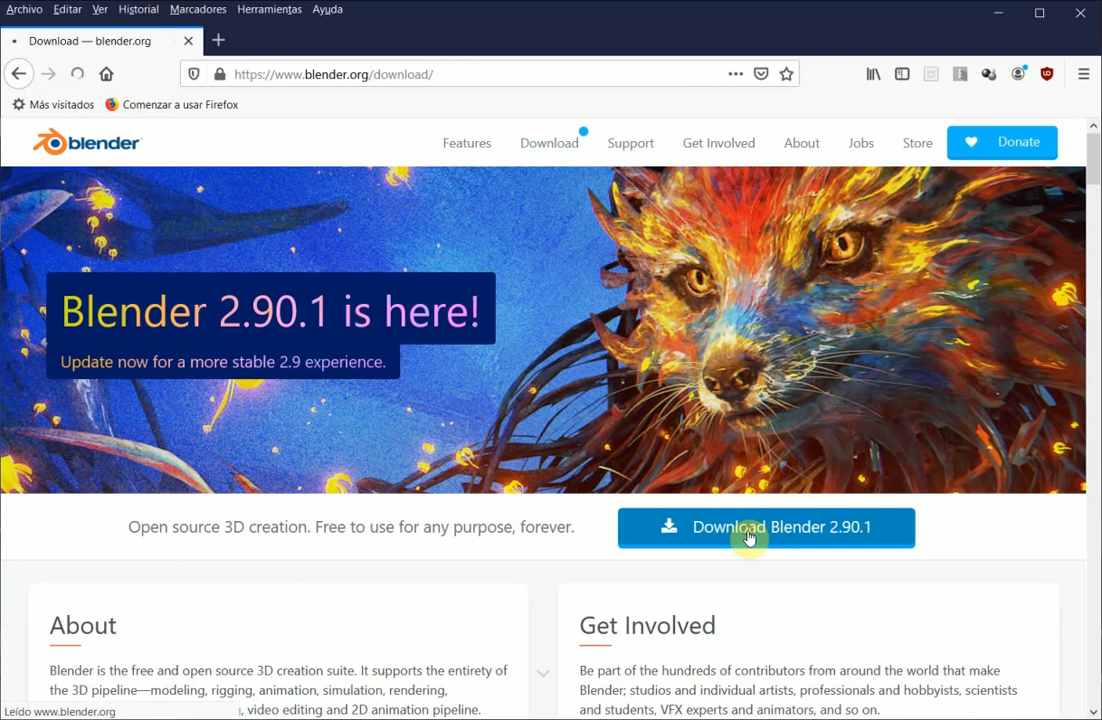 Archivo Editar Ver Historial Marcadores Herramientas Ayuda
Download — blender.org
https://www.blender.org/download/
Más visitados Comenzar a usar Firefox
blender
Features Download Support Get Involved About Jobs Store Donate
Blender 2.90.1 is here!
Update now for a more stable 2.9 experience.
Open source 3D creation. Free to use for any purpose, forever.
Download Blender 2.90.1
About
Blender is the free and open source 3D creation suite. It supports the entirety of
the 3D pipeline—modeling, rigging, animation, simulation, rendering,
, video editing and 2D animation pipeline.
Get Involved
Be part of the hundreds of contributors from around the world that make
Blender; studios and individual artists, professionals and hobbyists, scientists
and students, VFX experts and animators, and so on.
Leído www.blender.org